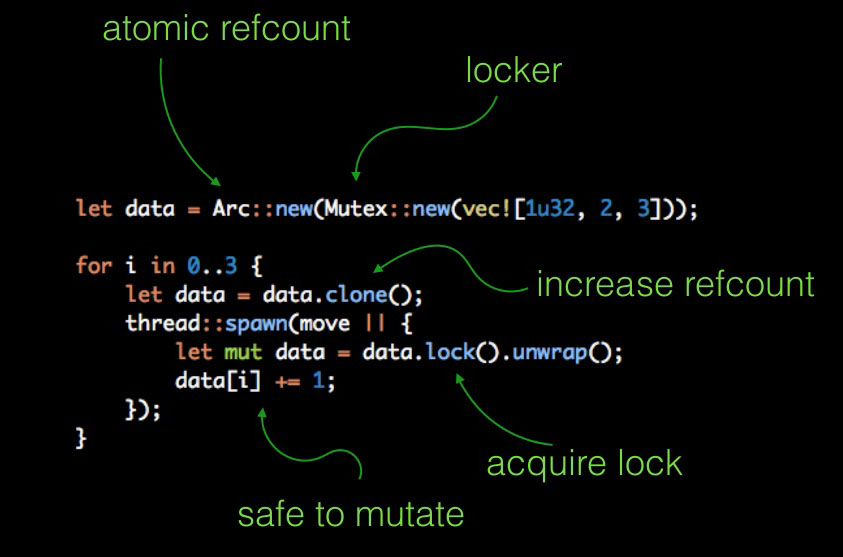 atomic refcount
locker
let data = Arc::new(Mutex::new(vec![1u32, 2, 3]));
for i in 0..3 {
let data = data.clone();
increase refcount
thread::spawn(move || {
let mut data = data.lock().unwrap();
data[i] += 1;
});
}
acquire lock
safe to mutate